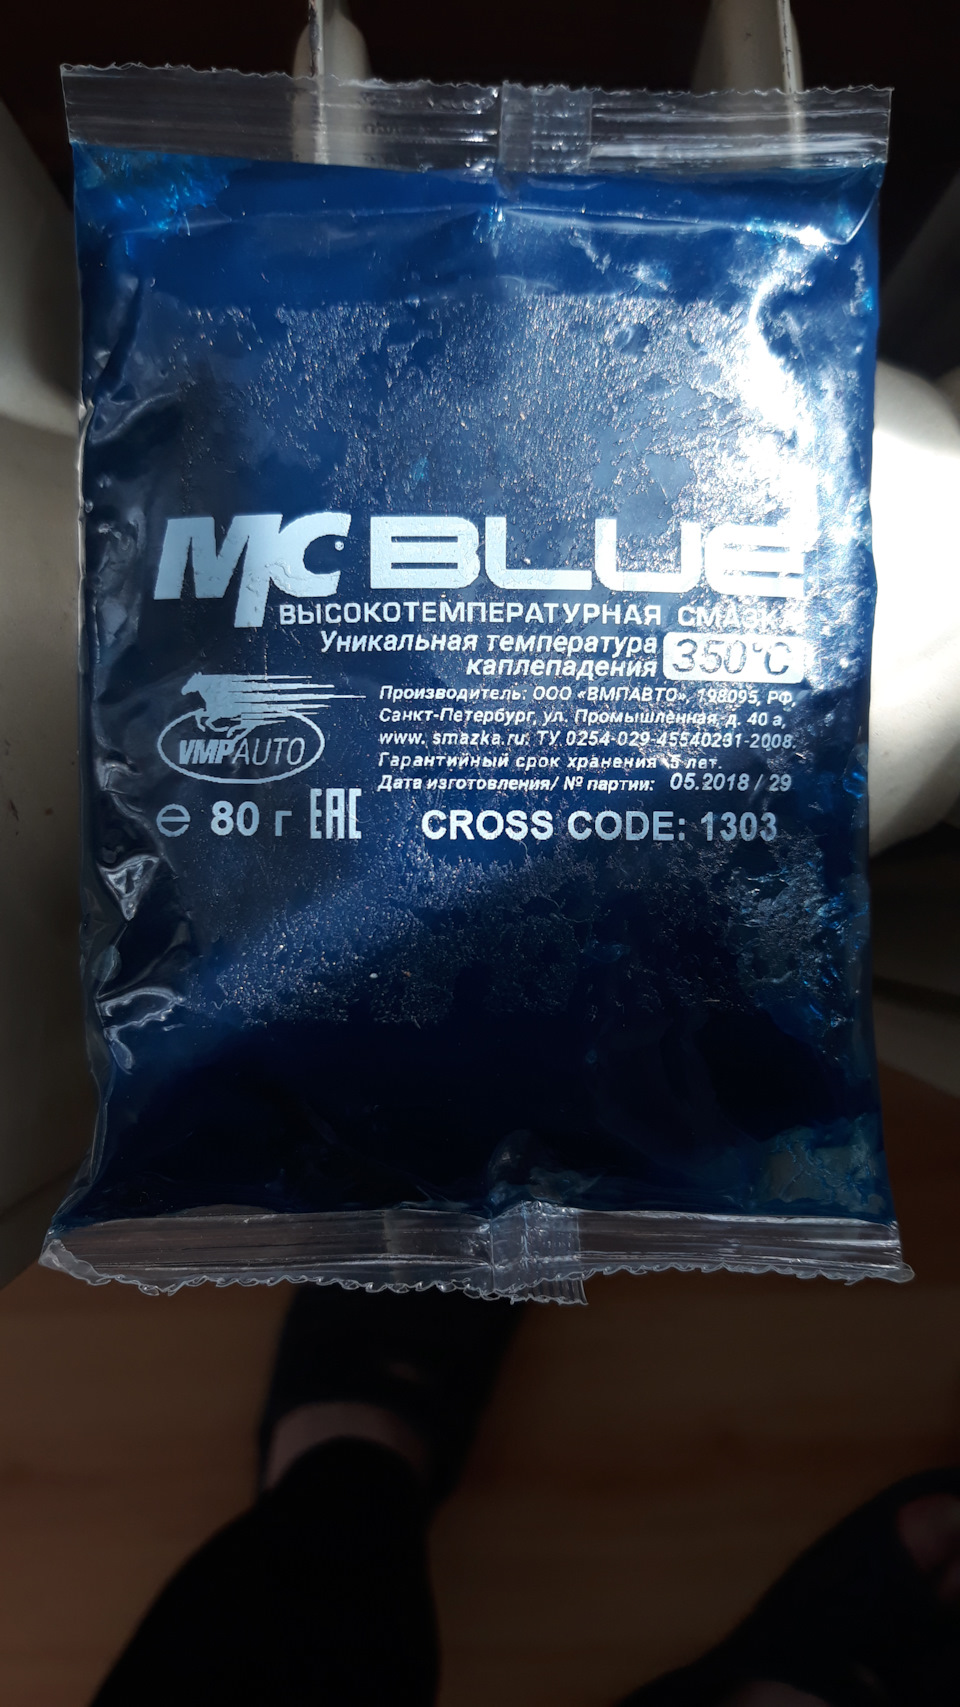 МС BLUE
ВЫСОКОТЕМПЕРАТУРНАЯ СМАЗКА
Уникальная температура
каплепадения 350°С
Производитель: ООО «ВМПАВТО», 198095, РФ,
Санкт-Петербург, ул. Промышленная, д. 40 а,
www. smazka.ru. ТУ 0254-029-45540231-2008.
Гарантийный срок хранения 5 лет.
Дата изготовления/ № партии: 05.2018 / 29
VMPAUTO
℮ 80 г EAC
CROSS CODE: 1303